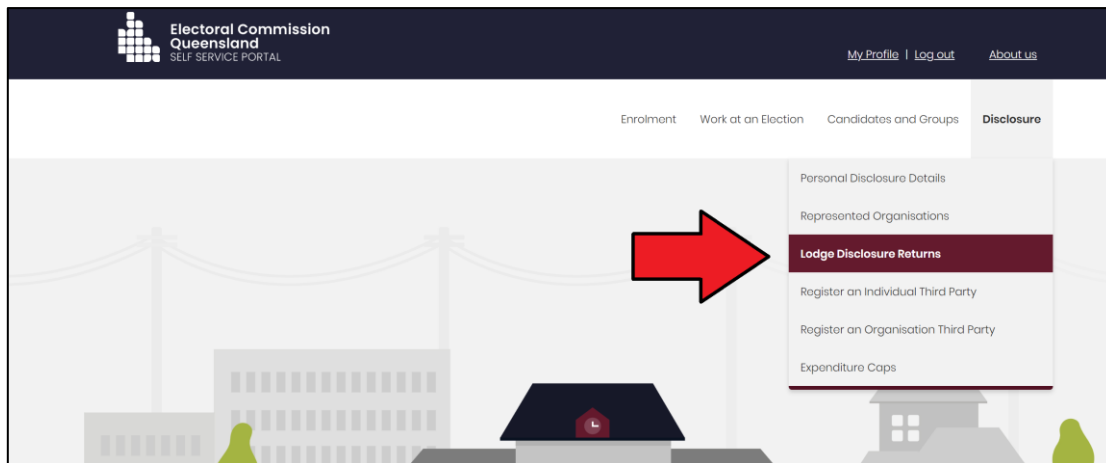 Electoral Commission
Queensland
SELF SERVICE PORTAL
My Profile | Log out About us
Enrolment Work at an Election Candidates and Groups Disclosure
Personal Disclosure Details
Represented Organisations
Lodge Disclosure Returns
Register an Individual Third Party
Register an Organisation Third Party
Expenditure Caps